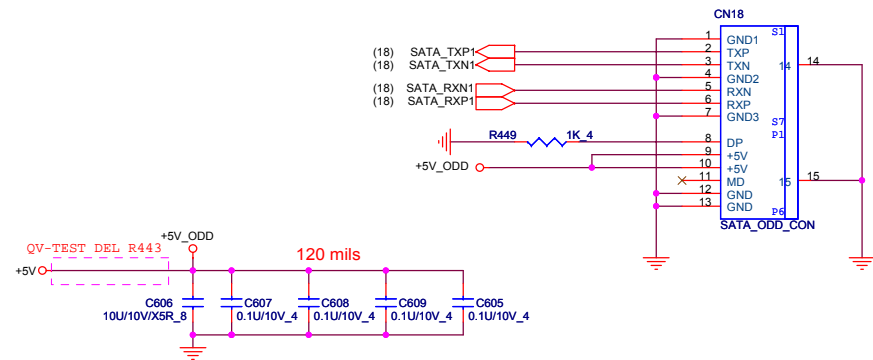 CN18
1 GND1 S1
(18) SATA_TXP1 2 TXP
(18) SATA_TXN1 3 TXN 14 14
4 GND2
(18) SATA_RXN1 5 RXN
(18) SATA_RXP1 6 RXP
7 GND3 S7
P1
R449 1K_4 8 DP
9 +5V
+5V_ODD 10 +5V
11 MD 15 15
12 GND
13 GND P6
SATA_ODD_CON
+5V_ODD
QV-TEST DEL R443
120 mils
+5V
C606 C607 C608 C609 C605
10U/10V/X5R_8 0.1U/10V_4 0.1U/10V_4 0.1U/10V_4 0.1U/10V_4